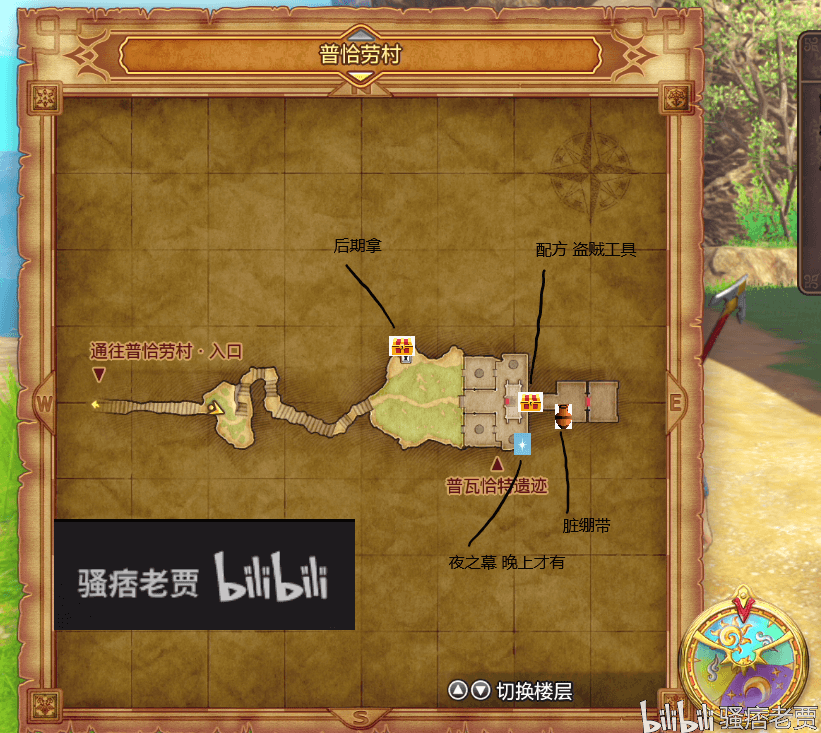 普恰劳村
N
后期拿
配方 盗贼工具
通往普恰劳村·入口
W
E
普瓦恰特遗迹
脏绷带
夜之幕 晚上才有
骚痞老贾 bilibili
切换楼层
S
bilibili 骚痞老贾